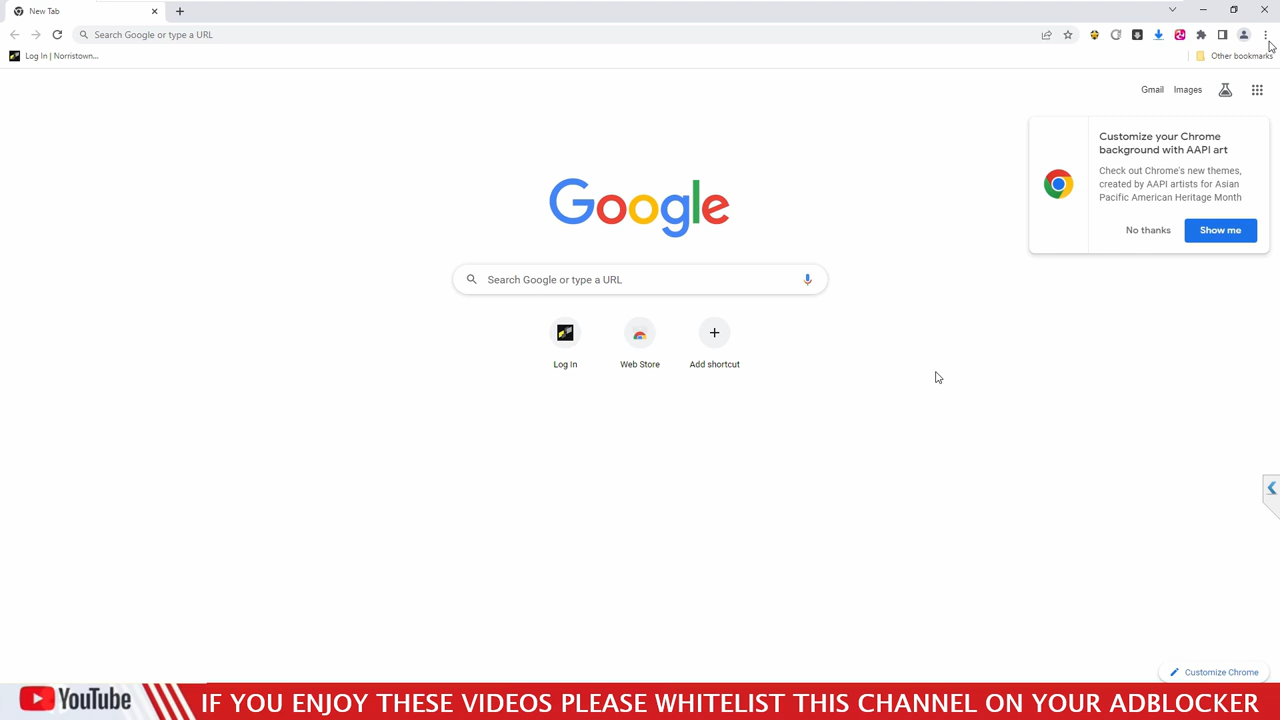 New Tab
Search Google or type a URL
Log In | Norristown...
Other bookmarks
Gmail
Images
Customize your Chrome
background with AAPI art
Check out Chrome's new themes,
created by AAPI artists for Asian
Pacific American Heritage Month
No thanks
Show me
Google
Search Google or type a URL
Log In
Web Store
Add shortcut
Customize Chrome
YouTube
IF YOU ENJOY THESE VIDEOS PLEASE WHITELIST THIS CHANNEL ON YOUR ADBLOCKER